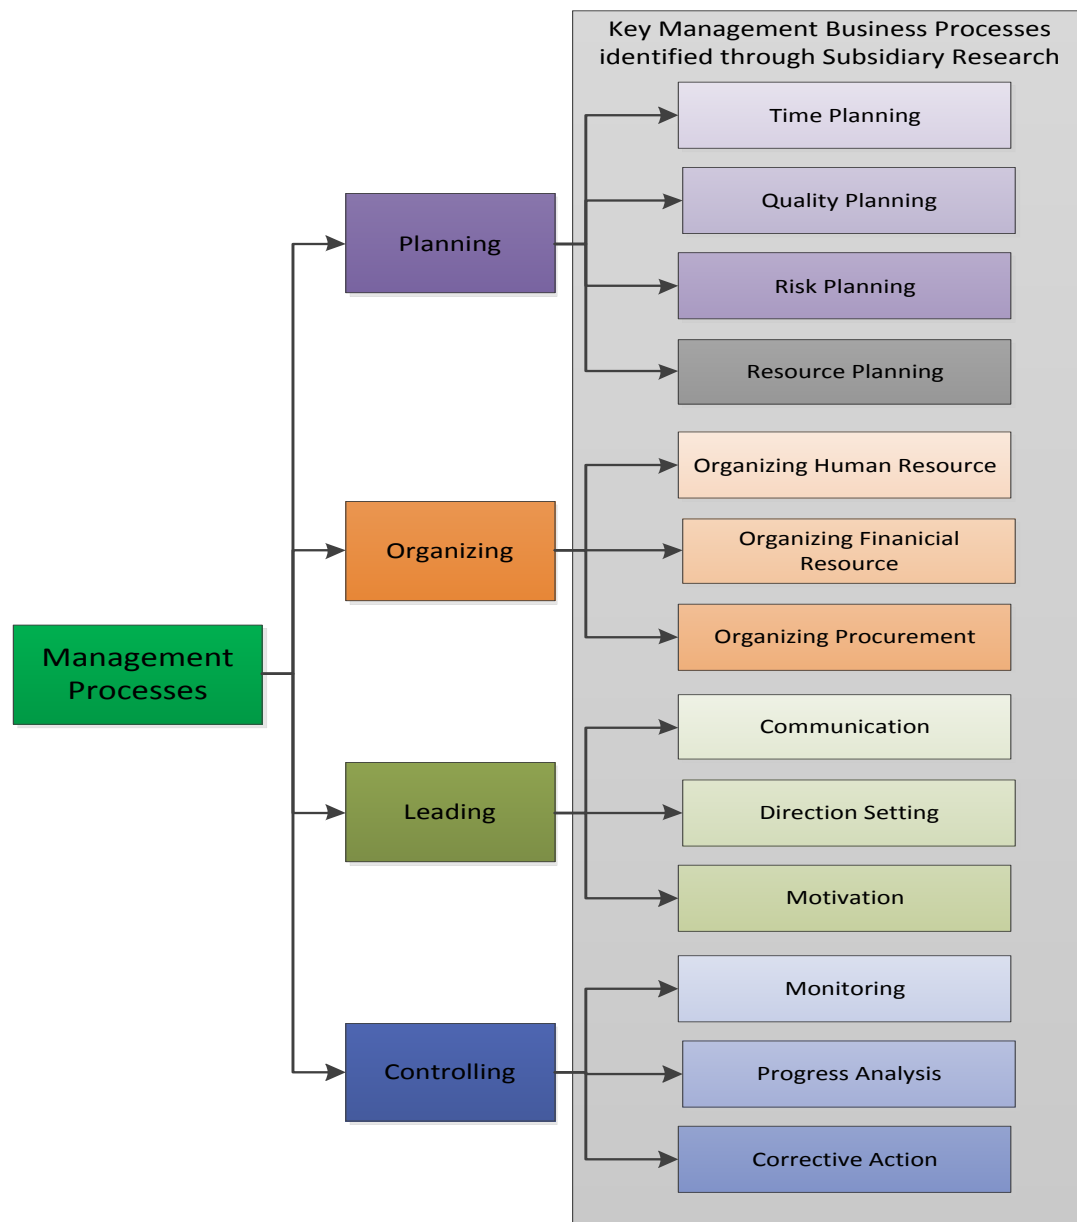 Key Management Business Processes
identified through Subsidiary Research
Time Planning
Quality Planning
Planning
Risk Planning
Resource Planning
Organizing Human Resource
Organizing Financicial
Resource
Organizing
Organizing Procurement
Management
Processes
Communication
Direction Setting
Leading
Motivation
Monitoring
Progress Analysis
Controlling
Corrective Action